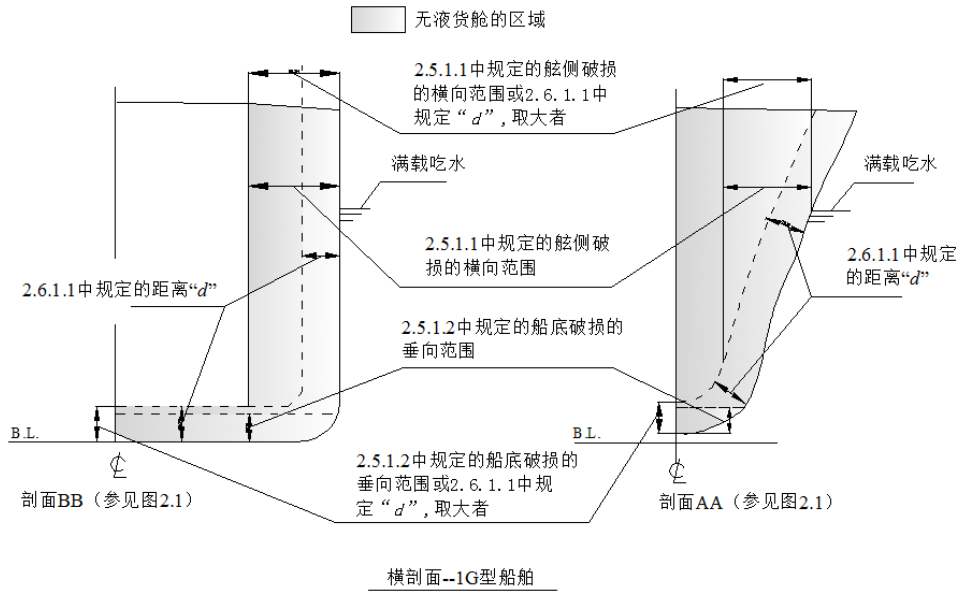 无液货舱的区域
2.5.1.1中规定的舷侧破损
的横向范围或2.6.1.1中
规定“d”,取大者
满载吃水
满载吃水
2.5.1.1中规定的舷侧破
损的横向范围
2.6.1.1中规定
的距离“d”
2.6.1.1中规定的距离“d”
2.5.1.2中规定的船底破损的
垂向范围
B.L.
B.L.
2.5.1.2中规定的船底破损的
垂向范围或2.6.1.1中规
定“d”,取大者
℄
℄
剖面BB（参见图2.1）
剖面AA（参见图2.1）
横剖面--1G型船舶